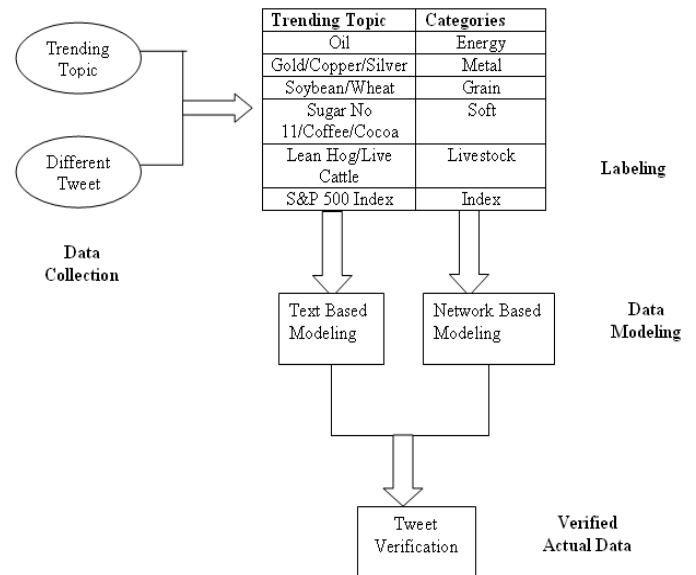 Trending
Topic
Different
Tweet
Data
Collection
Trending Topic Categories
Oil Energy
Gold/Copper/Silver Metal
Soybean/Wheat Grain
Sugar No Soft
11/Coffee/Cocoa
Lean Hog/Live Livestock
Cattle
S&P 500 Index Index
Labeling
Text Based
Modeling
Network Based
Modeling
Data
Modeling
Tweet
Verification
Verified
Actual Data